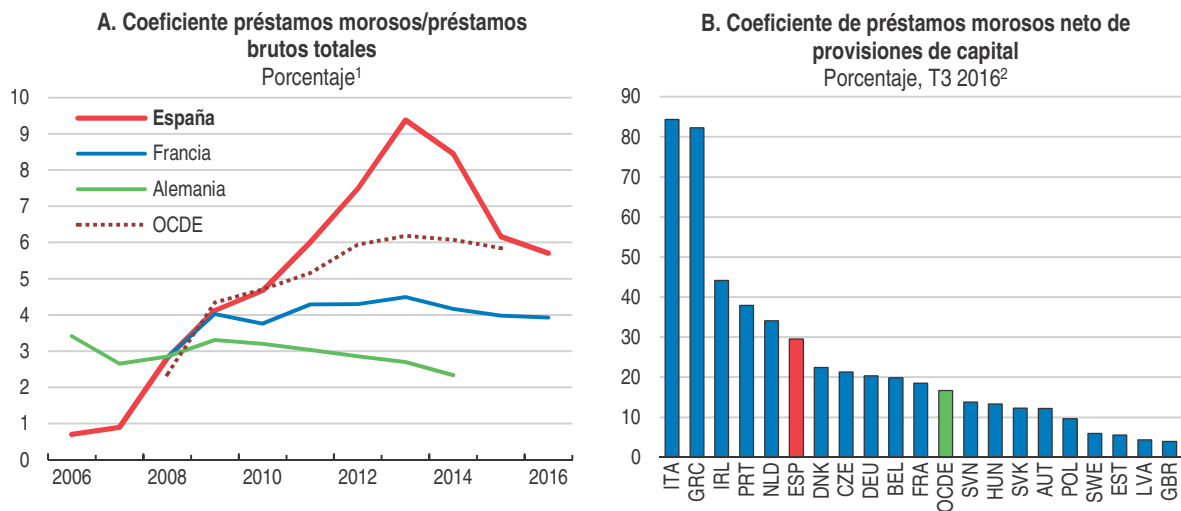 A. Coeficiente préstamos morosos/préstamos
brutos totales
Porcentaje¹
10
9
8
7
6
5
4
3
2
1
0
España
Francia
Alemania
OCDE
2006
2008
2010
2012
2014
2016
B. Coeficiente de préstamos morosos neto de
provisiones de capital
Porcentaje, T3 2016²
90
80
70
60
50
40
30
20
10
0
ITA
GRC
IRL
PRT
NLD
ESP
DNK
CZE
DEU
BEL
FRA
OCDE
SVN
HUN
SVK
AUT
POL
SWE
EST
LVA
GBR